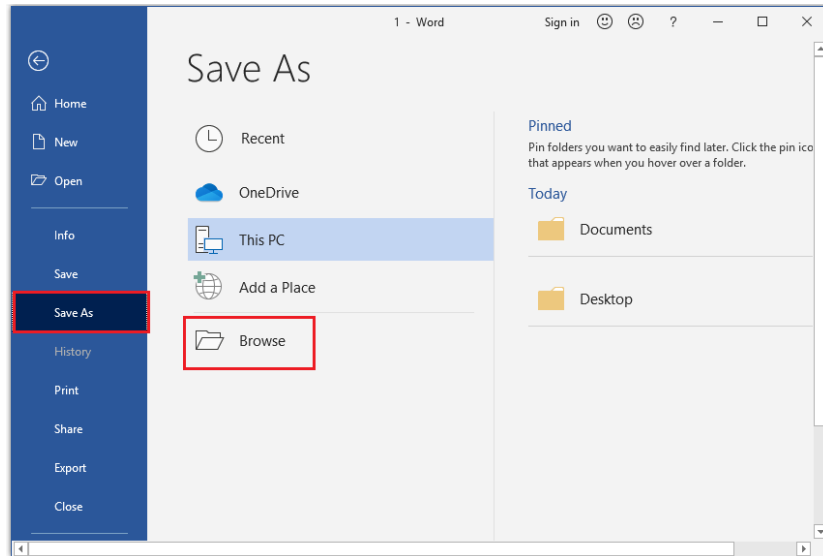 1 - Word
Sign in
?
Save As
Home
New
Open
Info
Save
Save As
History
Print
Share
Export
Close
Recent
OneDrive
This PC
Add a Place
Browse
Pinned
Pin folders you want to easily find later. Click the pin ico
that appears when you hover over a folder.
Today
Documents
Desktop